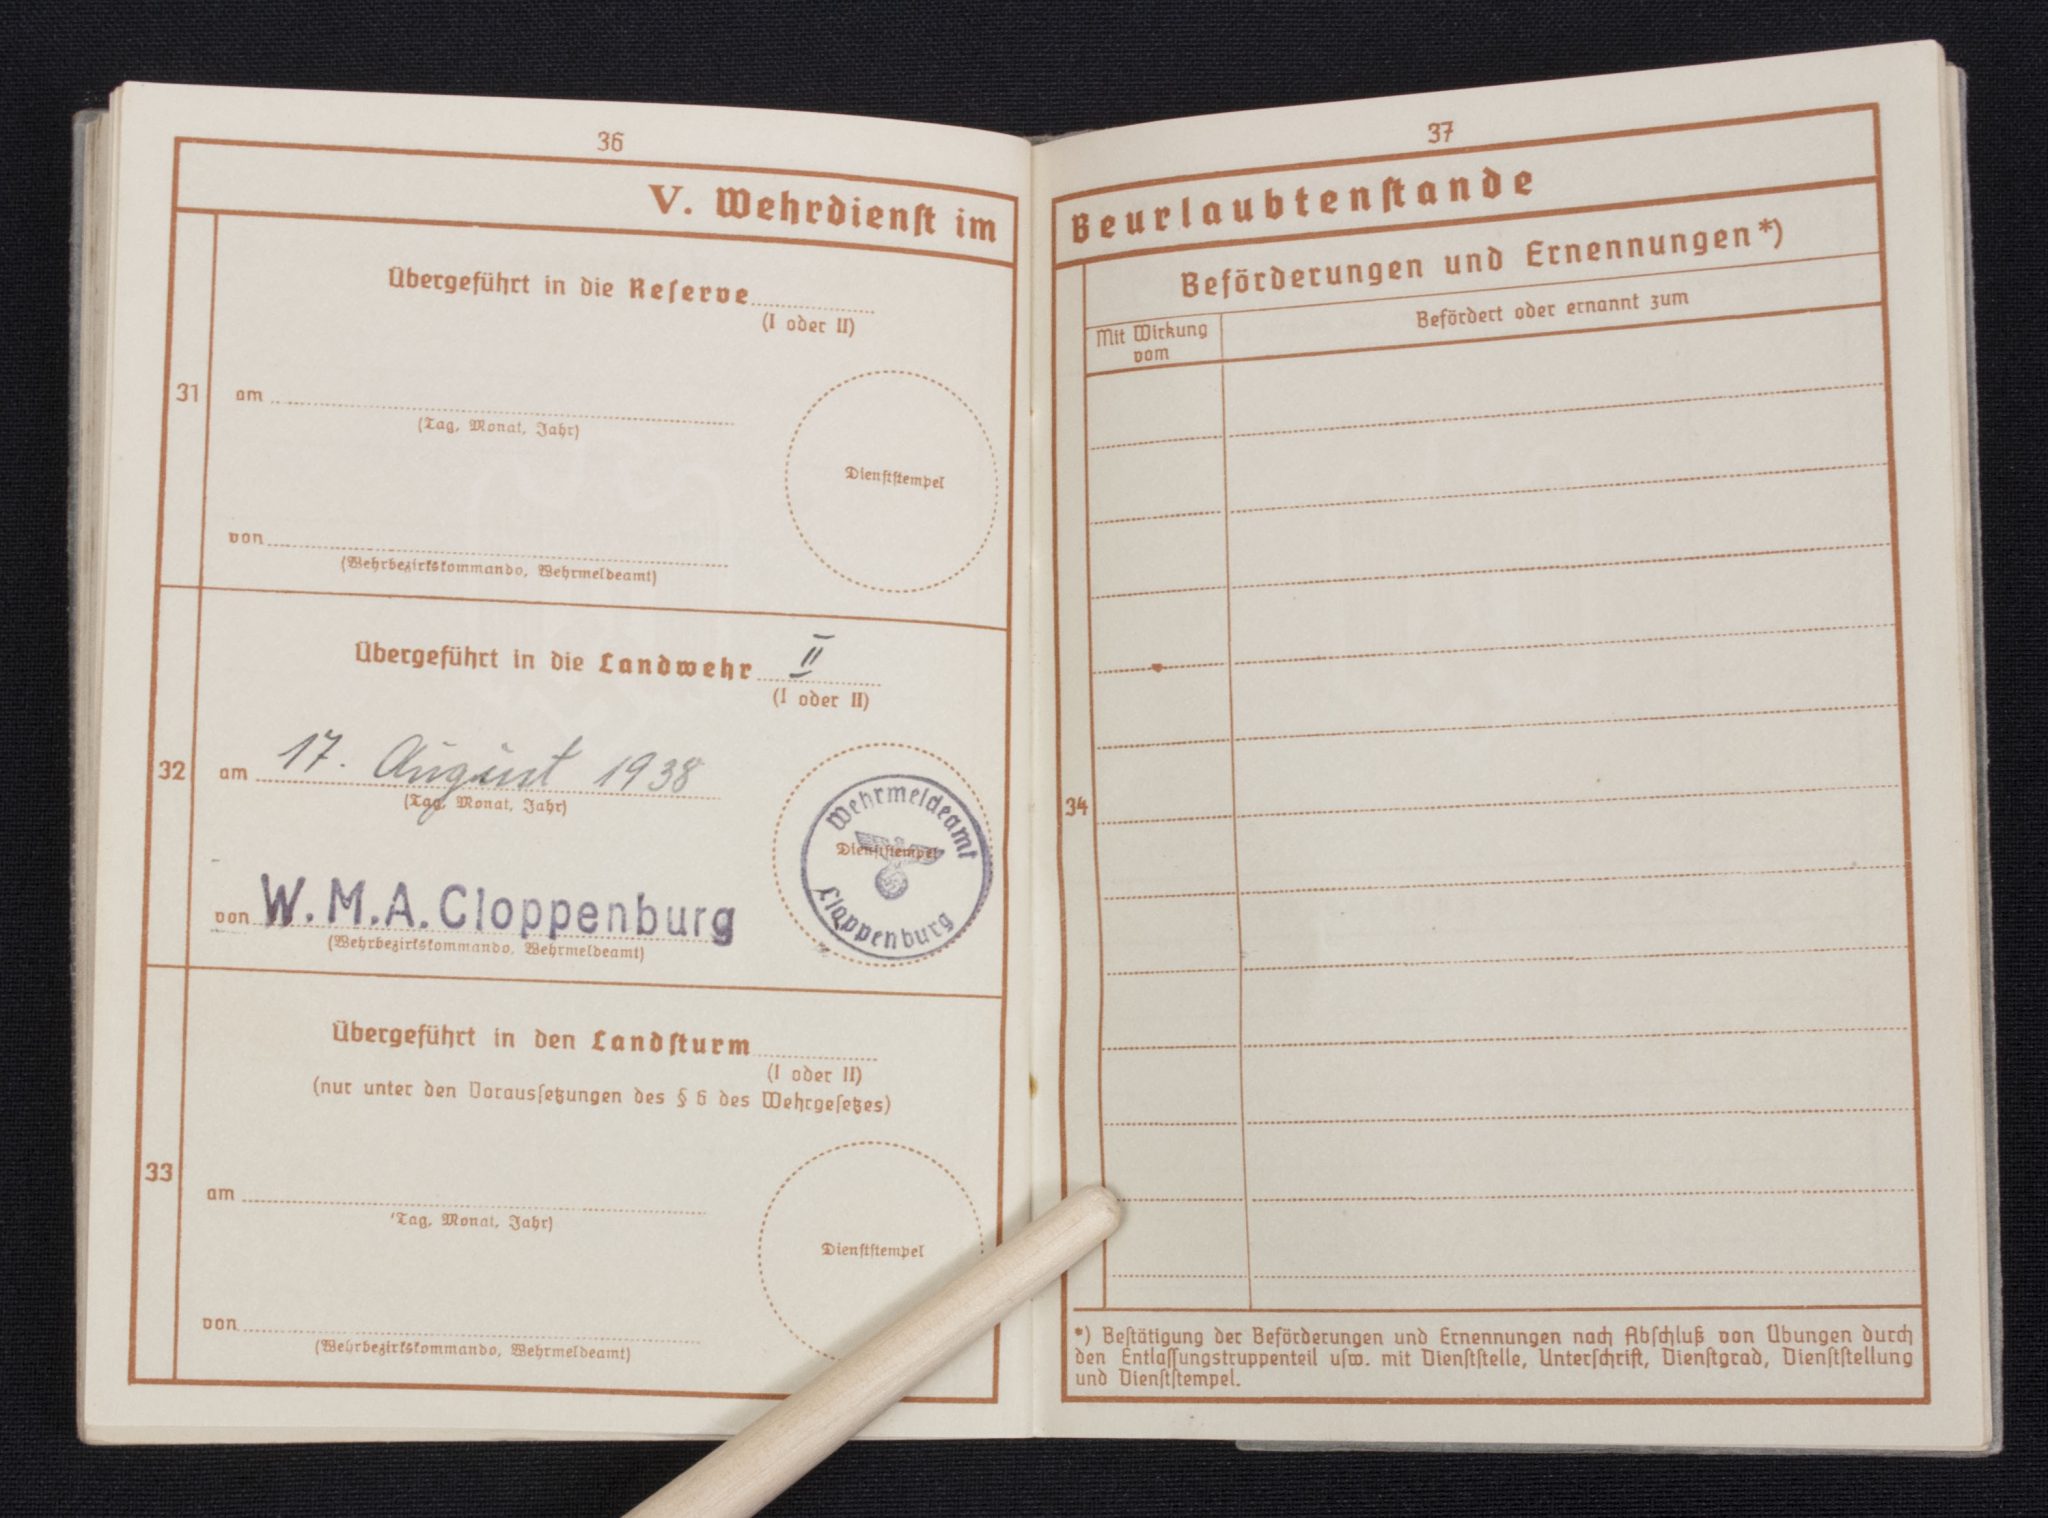 36
V. Wehrdienst im
31
Übergeführt in die Reserve
(I oder II)
am
(Tag, Monat, Jahr)
Dienststempel
von
(Wehrbezirkskommando, Wehrmeldeamt)
32
Übergeführt in die Landwehr II
(I oder II)
am 17. August 1938
(Tag, Monat, Jahr)
Wehrmeldeamt
Dienststempel
Cloppenburg
von W.M.A. Cloppenburg
(Wehrbezirkskommando, Wehrmeldeamt)
33
Übergeführt in den Landsturm
(I oder II)
(nur unter den Voraussetzungen des § 6 des Wehrgesetzes)
am
(Tag, Monat, Jahr)
Dienststempel
von
(Wehrbezirkskommando, Wehrmeldeamt)
37
Beurlaubtenstande
Beförderungen und Ernennungen*)
Mit Wirkung
vom
Befördert oder ernannt zum
34
*) Bestätigung der Beförderungen und Ernennungen nach Abschluß von Übungen durch
den Entlassungstruppenteil usw. mit Dienststelle, Unterschrift, Dienstgrad, Dienststellung
und Dienststempel.